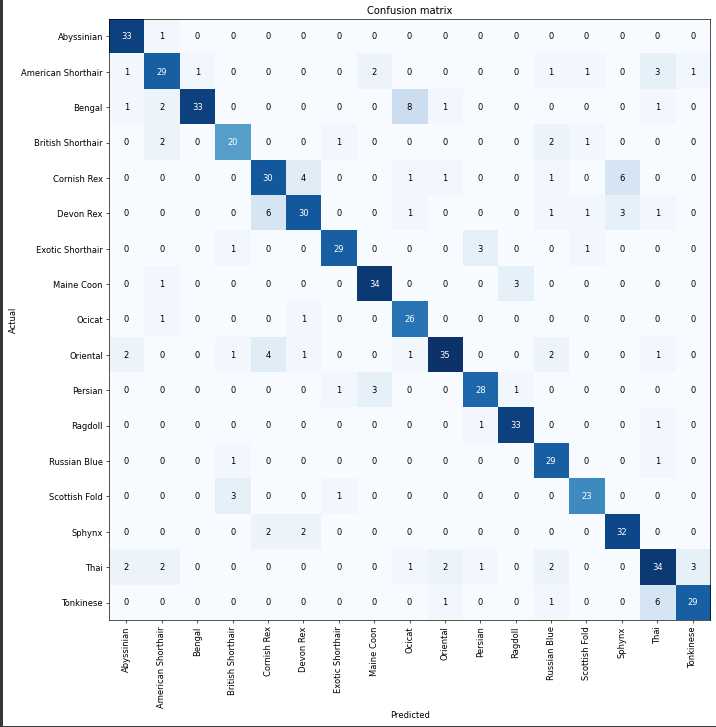 Confusion matrix
Abyssinian 33 1 0 0 0 0 0 0 0 0 0 0 0 0 0 0 0
American Shorthair 1 29 1 0 0 0 0 2 0 0 0 0 1 1 0 3 1
Bengal 1 2 33 0 0 0 0 0 8 1 0 0 0 0 0 1 0
British Shorthair 0 2 0 20 0 0 1 0 0 0 0 0 2 1 0 0 0
Cornish Rex 0 0 0 0 30 4 0 0 1 1 0 0 1 0 6 0 0
Devon Rex 0 0 0 0 6 30 0 0 1 0 0 0 1 1 3 1 0
Exotic Shorthair 0 0 0 1 0 0 29 0 0 0 3 0 0 1 0 0 0
Maine Coon 0 1 0 0 0 0 0 34 0 0 0 3 0 0 0 0 0
Ocicat 0 1 0 0 0 1 0 0 26 0 0 0 0 0 0 0 0
Oriental 2 0 0 1 4 1 0 0 1 35 0 0 2 0 0 1 0
Persian 0 0 0 0 0 0 1 3 0 0 28 1 0 0 0 0 0
Ragdoll 0 0 0 0 0 0 0 0 0 0 1 33 0 0 0 1 0
Russian Blue 0 0 0 1 0 0 0 0 0 0 0 0 29 0 0 1 0
Scottish Fold 0 0 0 3 0 0 1 0 0 0 0 0 0 23 0 0 0
Sphynx 0 0 0 0 2 2 0 0 0 0 0 0 0 0 32 0 0
Thai 2 2 0 0 0 0 0 0 1 2 1 0 2 0 0 34 3
Tonkinese 0 0 0 0 0 0 0 0 0 1 0 0 1 0 0 6 29
Actual
Abyssinian American Shorthair Bengal British Shorthair Cornish Rex Devon Rex Exotic Shorthair Maine Coon Ocicat Oriental Persian Ragdoll Russian Blue Scottish Fold Sphynx Thai Tonkinese
Predicted